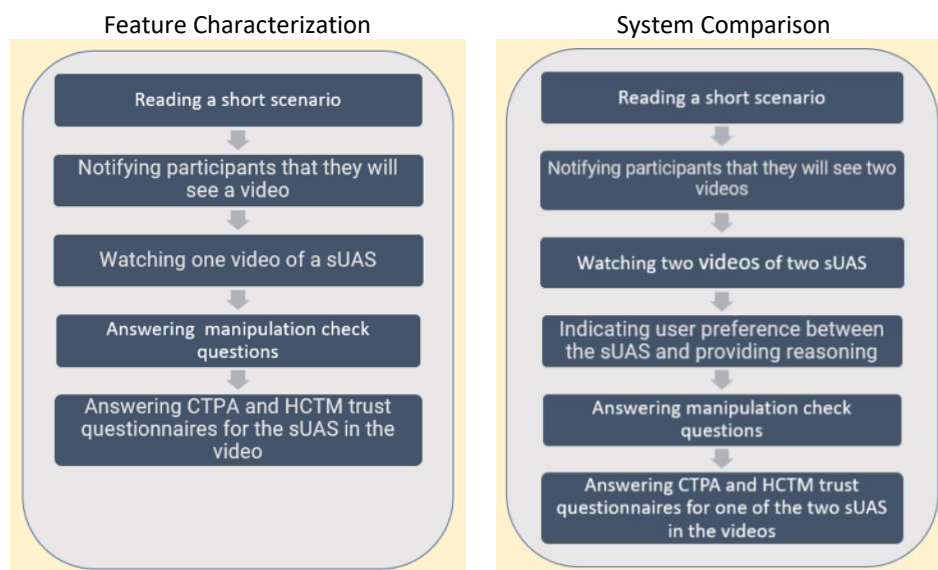 Feature Characterization
Reading a short scenario
Notifying participants that they will
see a video
Watching one video of a sUAS
Answering manipulation check
questions
Answering CTPA and HCTM trust
questionnaires for the sUAS in the
video
System Comparison
Reading a short scenario
Notifying participants that they will see two
videos
Watching two videos of two sUAS
Indicating user preference between
the sUAS and providing reasoning
Answering manipulation check
questions
Answering CTPA and HCTM trust
questionnaires for one of the two sUAS
in the videos